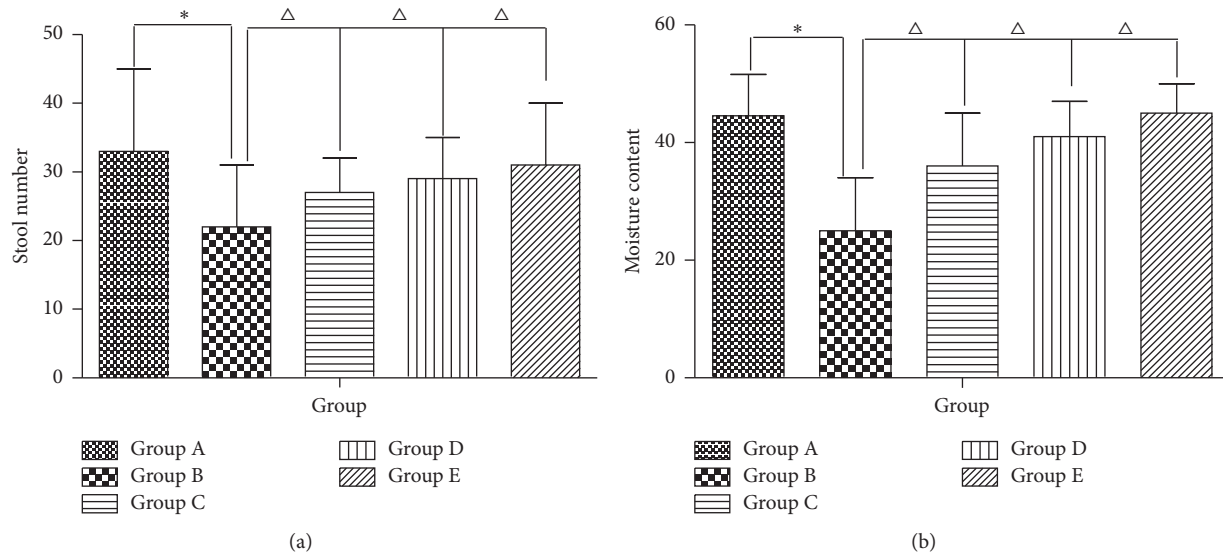 *
△
△
△
50
40
30
20
10
0
Stool number
Group
Group A
Group B
Group C
Group D
Group E
(a)
*
△
△
△
60
40
20
0
Moisture content
Group
Group A
Group B
Group C
Group D
Group E
(b)